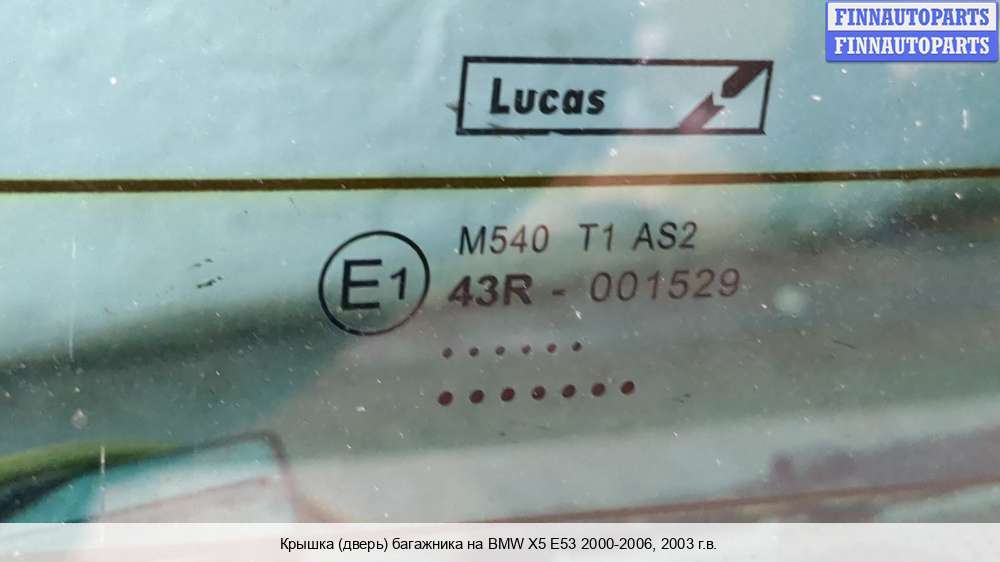 FINNAUTOPARTS
FINNAUTOPARTS
Lucas
M540 T1 AS2
E1
43R - 001529
Крышка (дверь) багажника на BMW X5 E53 2000-2006, 2003 г.в.